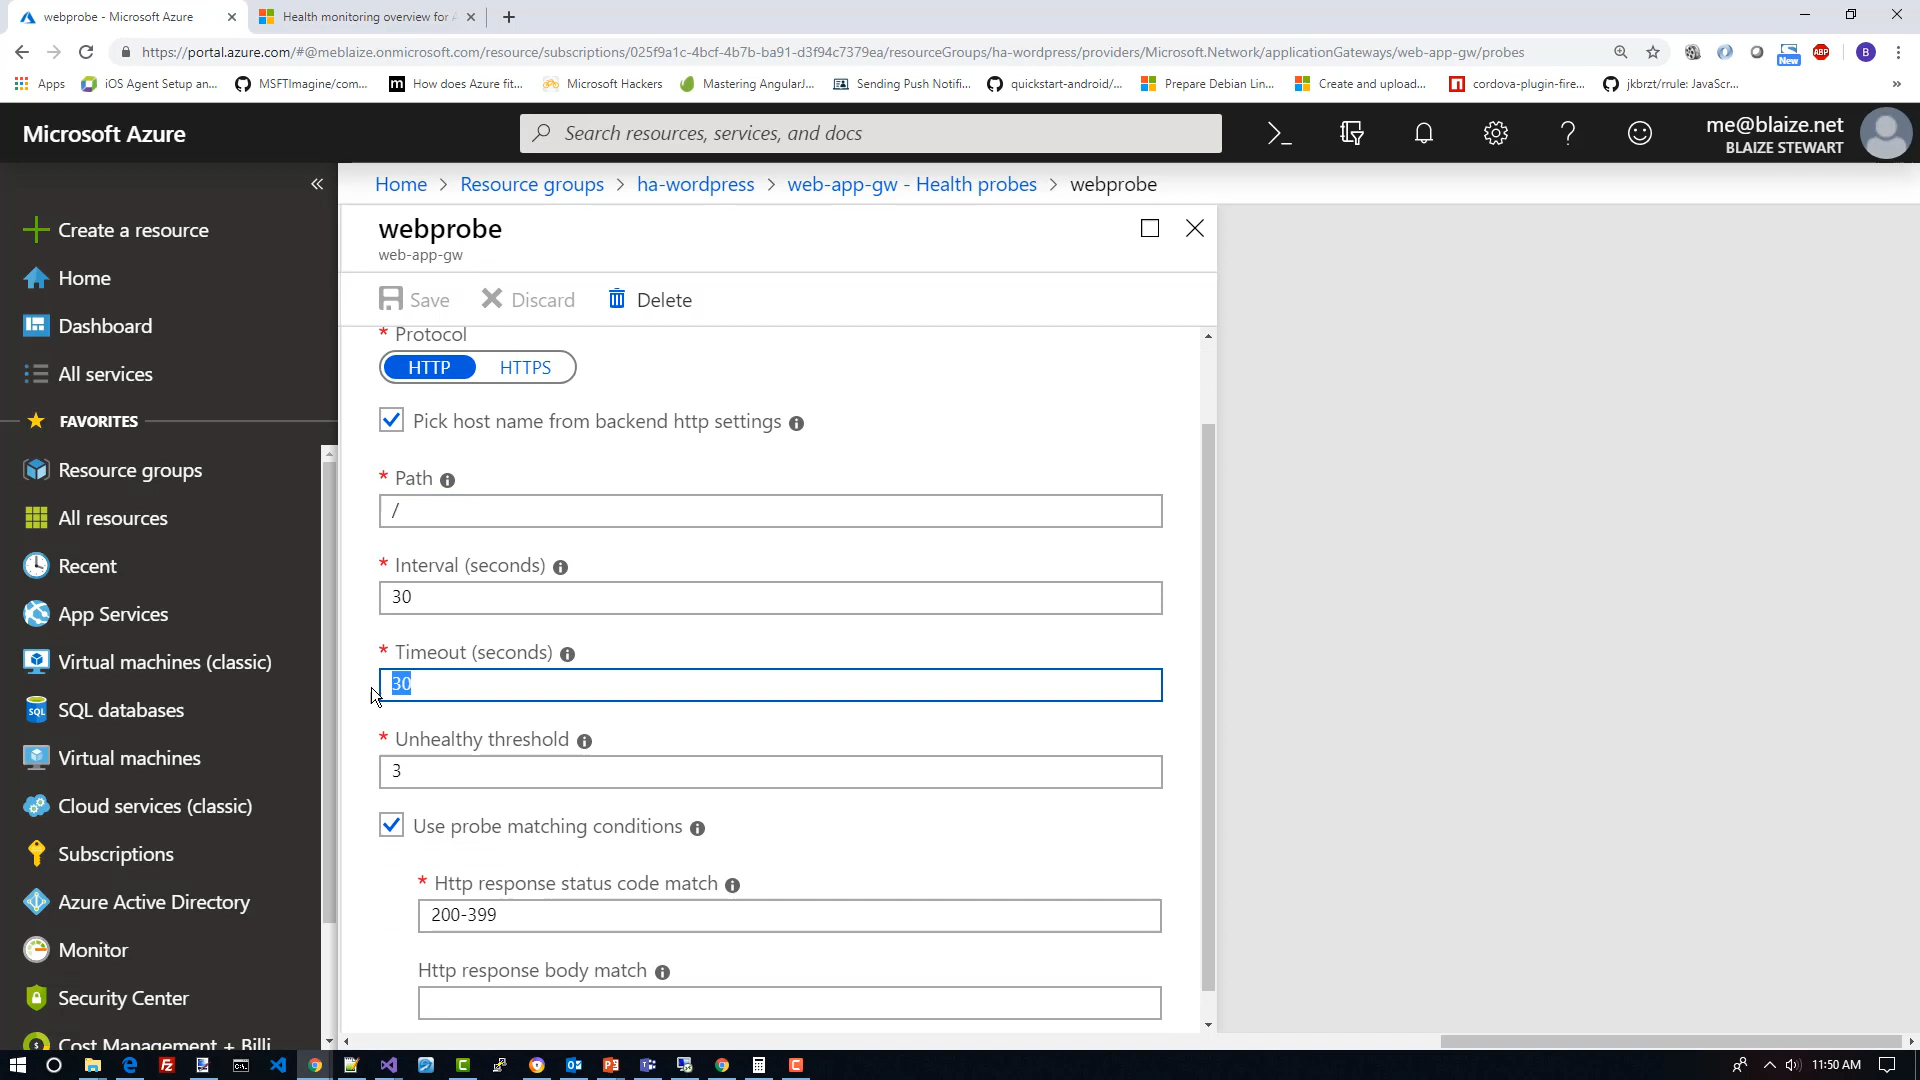 webprobe - Microsoft Azure
Health monitoring overview for
https://portal.azure.com/#@meblaize.onmicrosoft.com/resource/subscriptions/025f9a1c-4bcf-4b7b-ba91-d3f94c7379ea/resourceGroups/ha-wordpress/providers/Microsoft.Network/applicationGateways/web-app-gw/probes
New
ABP
B
Apps
iOS Agent Setup an...
MSFTImagine/com...
How does Azure fit...
Microsoft Hackers
Mastering AngularJ...
Sending Push Notifi...
quickstart-android/...
Prepare Debian Lin...
Create and upload...
cordova-plugin-fire...
jkbrzt/rrule: JavaScr...
Microsoft Azure
Search resources, services, and docs
me@blaize.net
BLAIZE STEWART
Home > Resource groups > ha-wordpress > web-app-gw - Health probes > webprobe
Create a resource
Home
Dashboard
All services
FAVORITES
Resource groups
All resources
Recent
App Services
Virtual machines (classic)
SQL databases
Virtual machines
Cloud services (classic)
Subscriptions
Azure Active Directory
Monitor
Security Center
Cost Management + Billi
webprobe
web-app-gw
Save
Discard
Delete
* Protocol
HTTP
HTTPS
Pick host name from backend http settings
* Path
/
* Interval (seconds)
30
* Timeout (seconds)
30
* Unhealthy threshold
3
Use probe matching conditions
* Http response status code match
200-399
Http response body match
11:50 AM